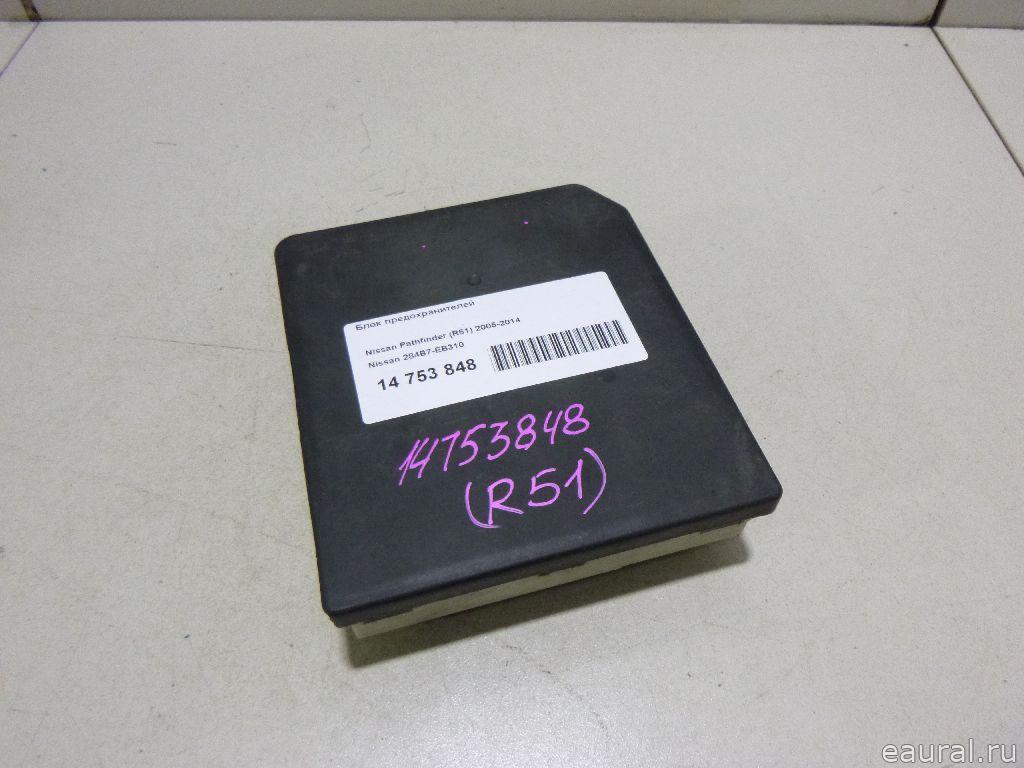 Блок предохранителей
Nissan Pathfinder (R51) 2005-2014
Nissan 284B7-EB310
14 753 848
14753848
(R51)
eaural.ru